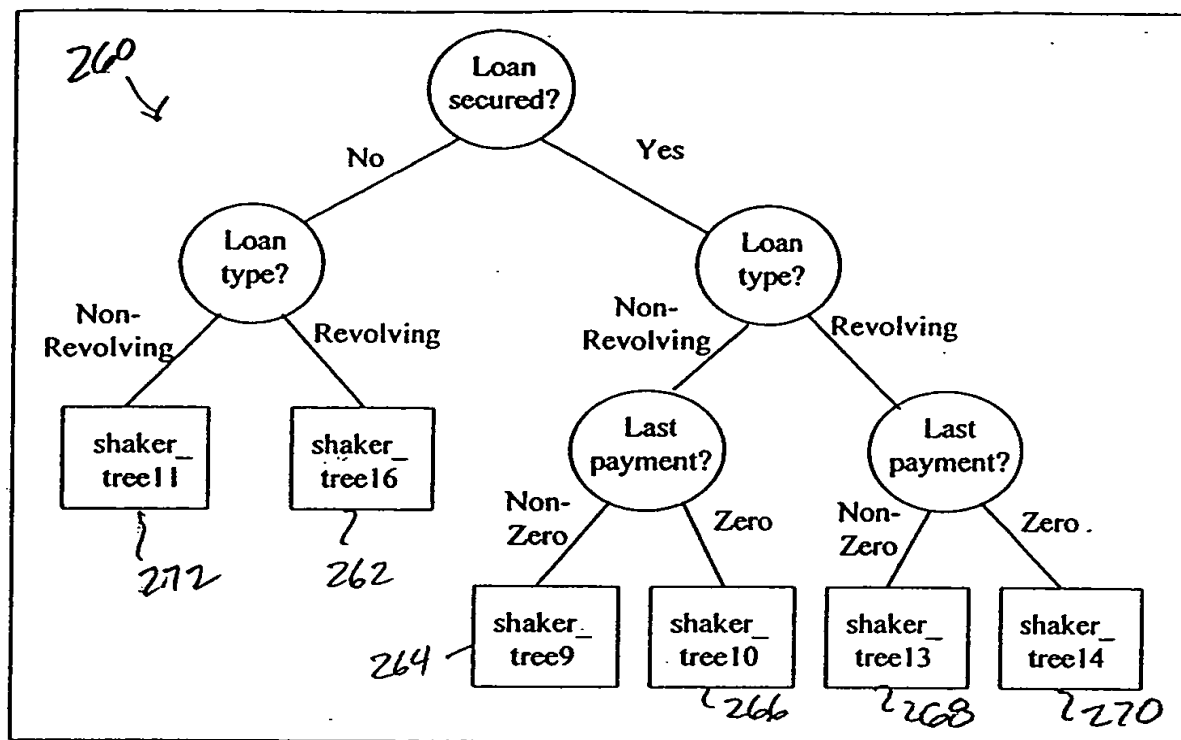 260
Loan
secured?
No
Yes
Loan
type?
Loan
type?
Non-
Revolving
Revolving
Non-
Revolving
Revolving
shaker_
tree11
shaker_
tree16
Last
payment?
Last
payment?
272
262
Non-
Zero
Zero
Non-
Zero
Zero
shaker_
tree9
shaker_
tree10
shaker_
tree13
shaker_
tree14
264
266
268
270